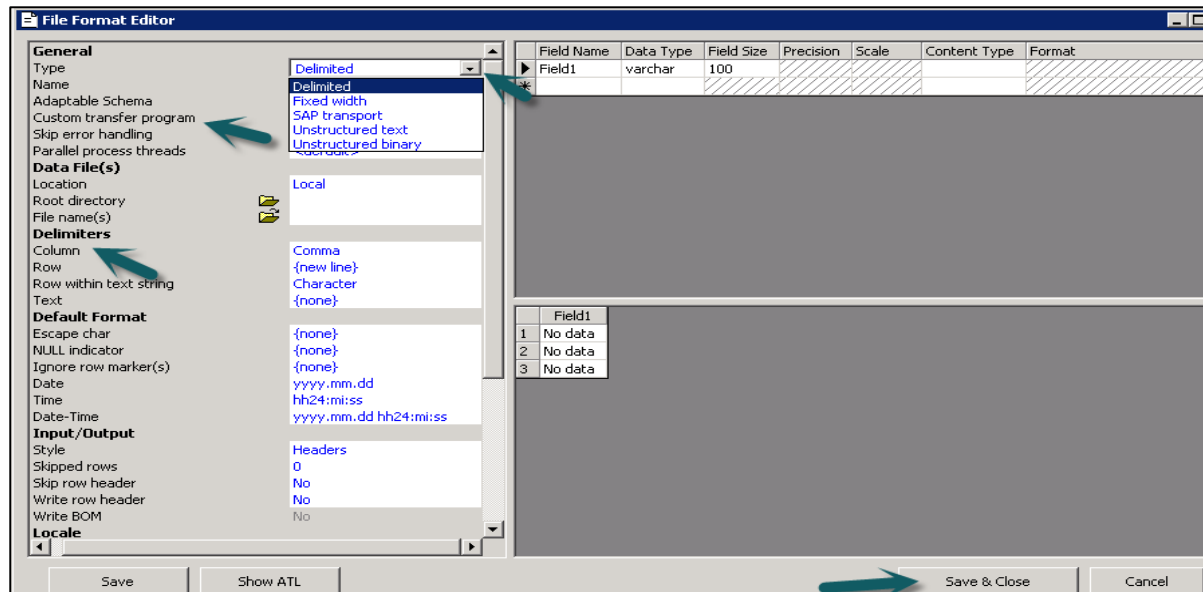 File Format Editor
General
Type Delimited
Name Delimited
Adaptable Schema Fixed width
Custom transfer program SAP transport
Skip error handling Unstructured text
Parallel process threads Unstructured binary
Data File(s)
Location Local
Root directory
File name(s)
Delimiters
Column Comma
Row {new line}
Row within text string Character
Text {none}
Default Format
Escape char {none}
NULL indicator {none}
Ignore row marker(s) {none}
Date yyyy.mm.dd
Time hh24:mi:ss
Date-Time yyyy.mm.dd hh24:mi:ss
Input/Output
Style Headers
Skipped rows 0
Skip row header No
Write row header No
Write BOM No
Locale
Field Name Data Type Field Size Precision Scale Content Type Format
Field1 varchar 100
Field1
1 No data
2 No data
3 No data
Save Show ATL Save & Close Cancel